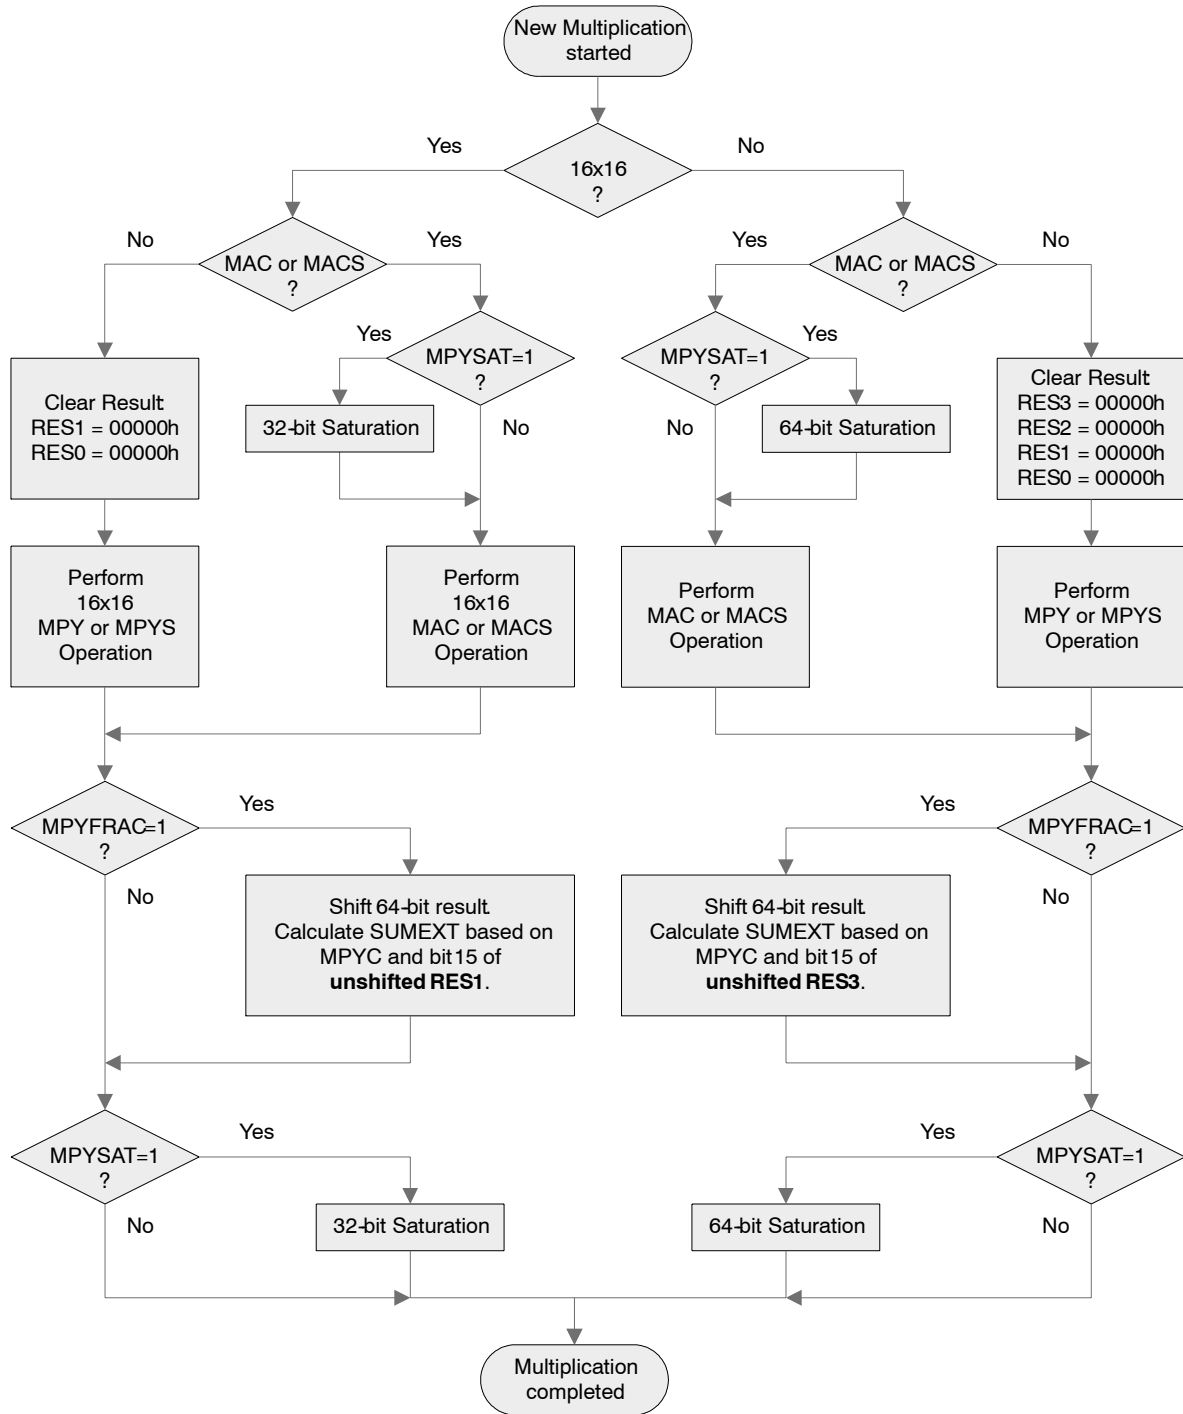 New Multiplication
started
Yes
No
16x16
?
No
Yes
Yes
No
MAC or MACS
?
MAC or MACS
?
Yes
MPYSAT=1
?
MPYSAT=1
?
Yes
Clear Result
RES1 = 00000h
RES0 = 00000h
32-bit Saturation
No
No
64-bit Saturation
Clear Result
RES3 = 00000h
RES2 = 00000h
RES1 = 00000h
RES0 = 00000h
Perform
16x16
MPY or MPYS
Operation
Perform
16x16
MAC or MACS
Operation
Perform
MAC or MACS
Operation
Perform
MPY or MPYS
Operation
MPYFRAC=1
?
Yes
Yes
MPYFRAC=1
?
No
No
Shift 64-bit result.
Calculate SUMEXT based on
MPYC and bit 15 of
unshifted RES1.
Shift 64-bit result.
Calculate SUMEXT based on
MPYC and bit 15 of
unshifted RES3.
MPYSAT=1
?
Yes
Yes
MPYSAT=1
?
No
32-bit Saturation
64-bit Saturation
No
Multiplication
completed